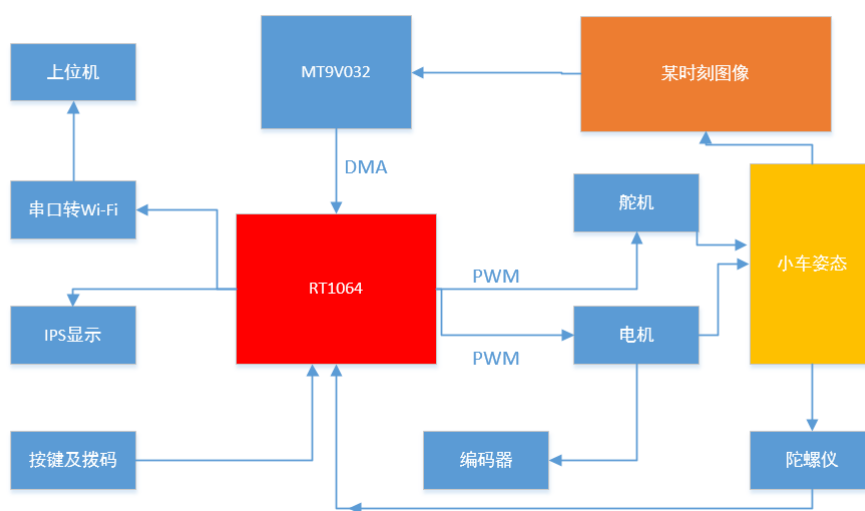 上位机
MT9V032
某时刻图像
DMA
串口转Wi-Fi
舵机
小车姿态
RT1064
PWM
IPS显示
电机
PWM
按键及拨码
编码器
陀螺仪